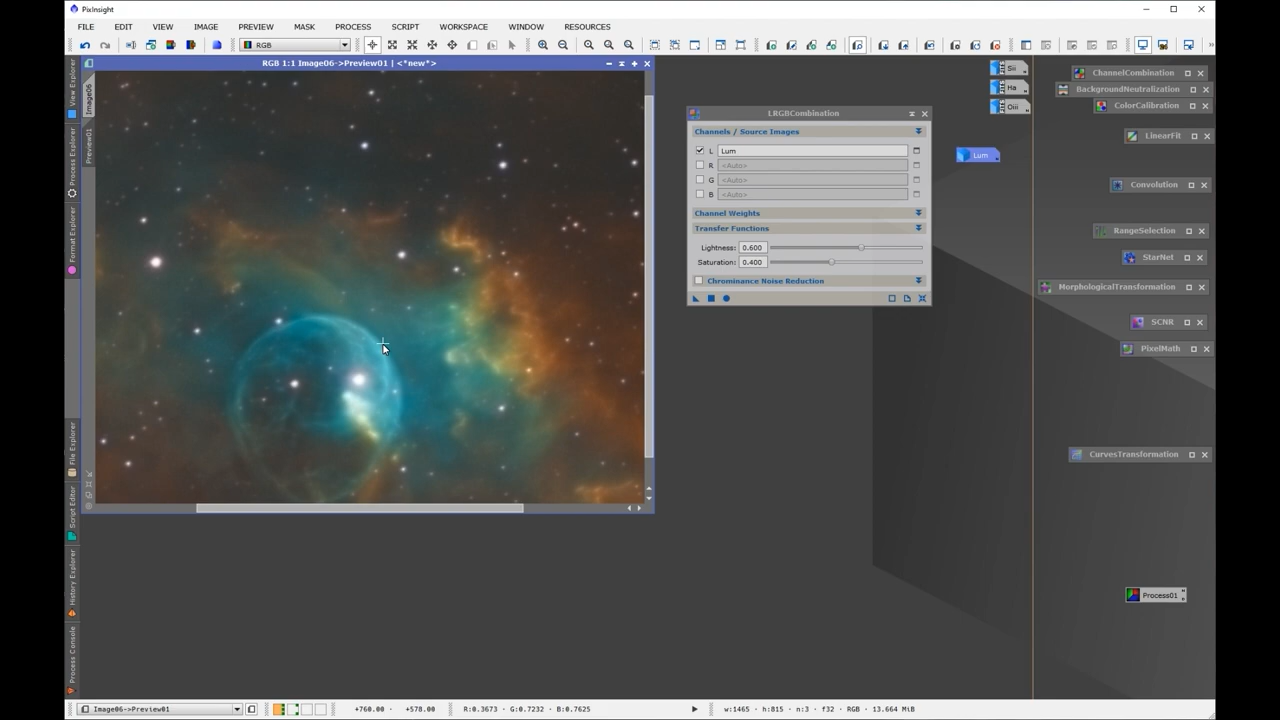 PixInsight
FILE EDIT VIEW IMAGE PREVIEW MASK PROCESS SCRIPT WORKSPACE WINDOW RESOURCES
RGB
RGB 1:1 Image06->Preview01 | <*new*>
View Explorer
Process Explorer
Format Explorer
File Explorer
Script Editor
History Explorer
Process Console
Image06
Preview01
Sii
Ha
Oiii
Lum
LRGBCombination
Channels / Source Images
L Lum
R <Auto>
G <Auto>
B <Auto>
Channel Weights
Transfer Functions
Lightness: 0.600
Saturation: 0.400
Chrominance Noise Reduction
ChannelCombination
BackgroundNeutralization
ColorCalibration
LinearFit
Convolution
RangeSelection
StarNet
MorphologicalTransformation
SCNR
PixelMath
CurvesTransformation
Process01
Image06->Preview01 +760.00 · +578.00 R:0.3673 · G:0.7232 · B:0.7625 w:1465 · h:815 · n:3 · f32 · RGB · 13.664 MiB